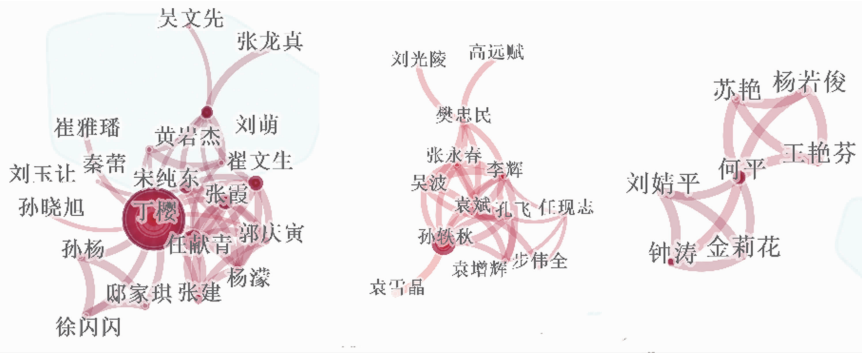 吴文先
张龙真
崔雅璠
黄岩杰
刘萌
秦蕾
翟文生
刘玉让
宋纯东
张霞
孙晓旭
丁樱
孙杨
任献青
郭庆寅
杨濛
邸家琪
张建
徐闪闪
刘光陵
高远赋
樊忠民
张永春
李辉
吴波
袁斌
孔飞
任现志
孙轶秋
袁增辉
步伟全
袁雪晶
苏艳
杨若俊
王艳芬
何平
刘婧平
钟涛
金莉花